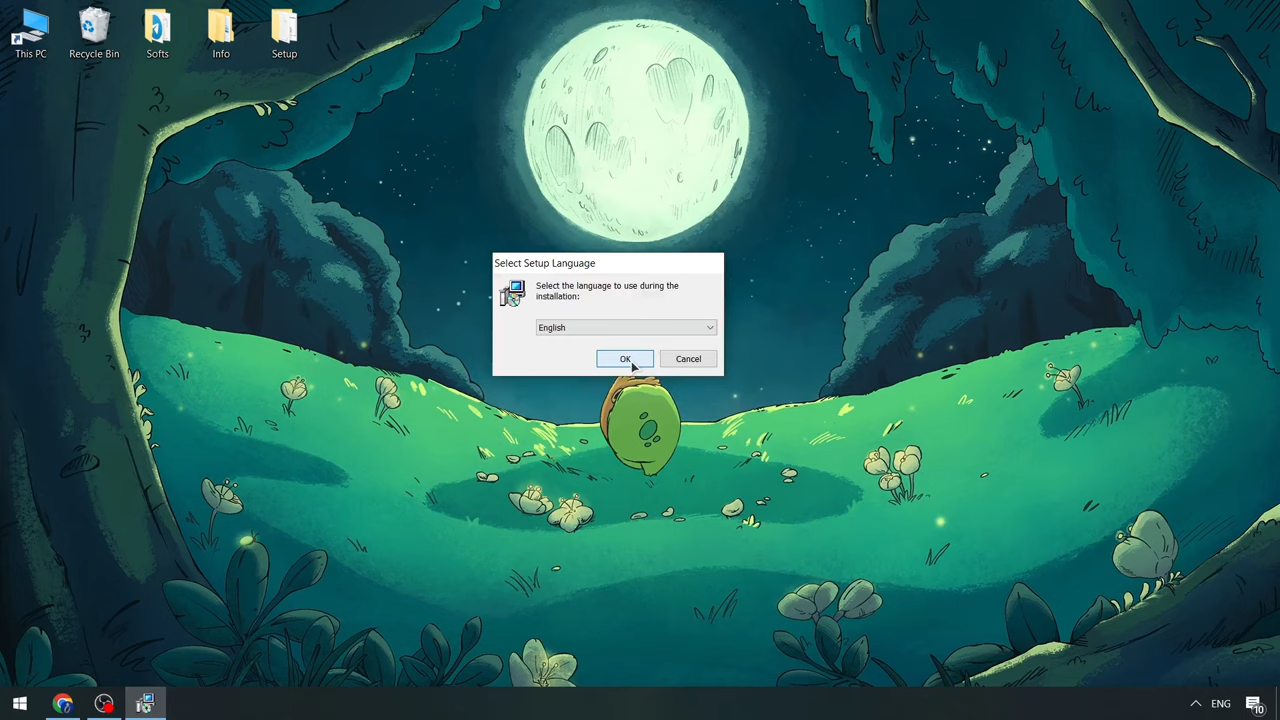 This PC
Recycle Bin
Softs
Info
Setup
Select Setup Language
Select the language to use during the
installation:
English
OK
Cancel
ENG
10